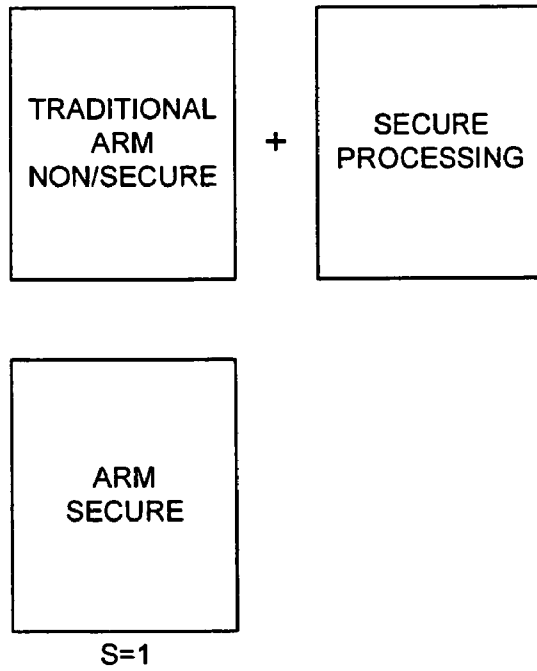 TRADITIONAL
ARM
NON/SECURE
+
SECURE
PROCESSING
ARM
SECURE
S=1